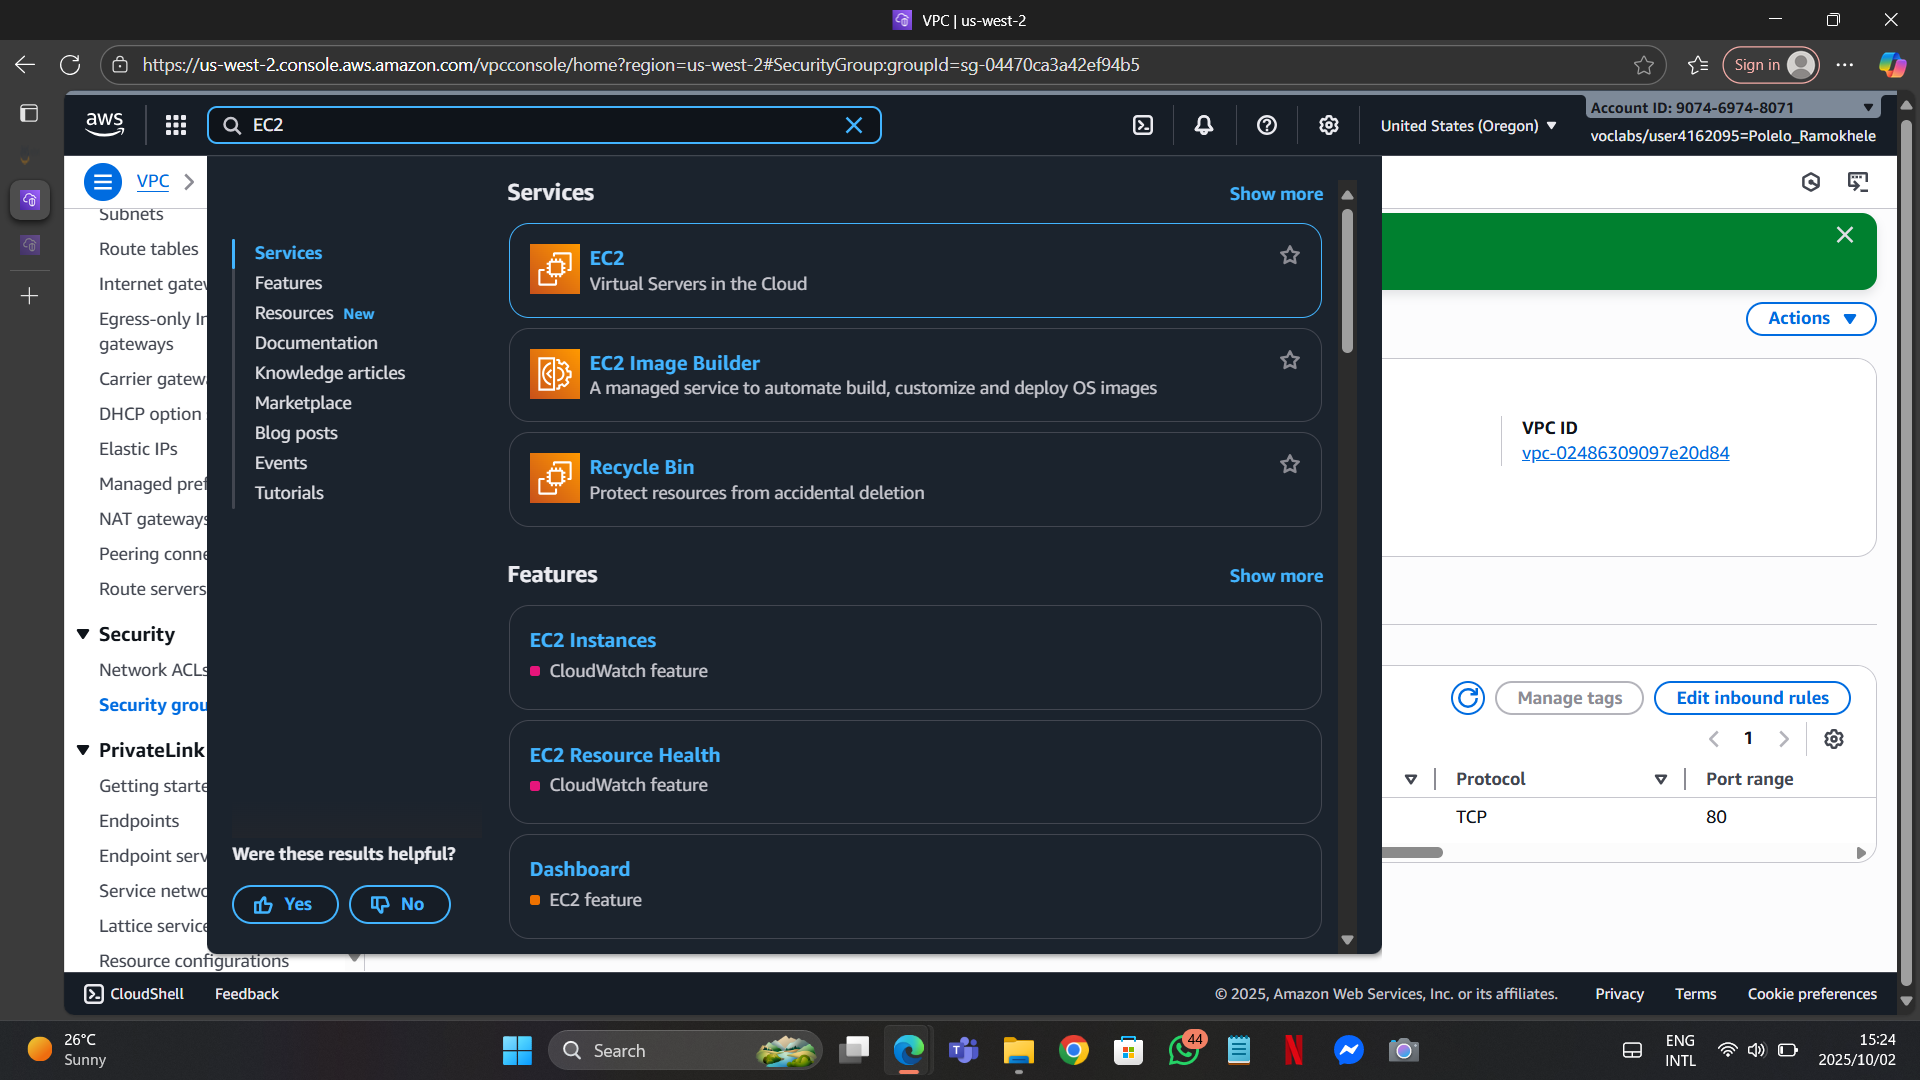 VPC | us-west-2
https://us-west-2.console.aws.amazon.com/vpcconsole/home?region=us-west-2#SecurityGroup:groupId=sg-04470ca3a42ef94b5
Sign in
aws
EC2
United States (Oregon)
Account ID: 9074-6974-8071
voclabs/user4162095=Polelo_Ramokhele
VPC
Subnets
Route tables
Internet gatew
Egress-only In
gateways
Carrier gatew
DHCP option
Elastic IPs
Managed pref
NAT gateways
Peering conne
Route servers
Security
Network ACLs
Security grou
PrivateLink
Getting starte
Endpoints
Endpoint serv
Service netwo
Lattice service
Resource configurations
Services
Features
Resources New
Documentation
Knowledge articles
Marketplace
Blog posts
Events
Tutorials
Were these results helpful?
Yes
No
Services
Show more
EC2
Virtual Servers in the Cloud
EC2 Image Builder
A managed service to automate build, customize and deploy OS images
Recycle Bin
Protect resources from accidental deletion
Features
Show more
EC2 Instances
CloudWatch feature
EC2 Resource Health
CloudWatch feature
Dashboard
EC2 feature
Actions
VPC ID
vpc-02486309097e20d84
Manage tags
Edit inbound rules
1
Protocol
Port range
TCP
80
CloudShell
Feedback
© 2025, Amazon Web Services, Inc. or its affiliates.
Privacy
Terms
Cookie preferences
26°C
Sunny
Search
44
ENG
INTL
15:24
2025/10/02